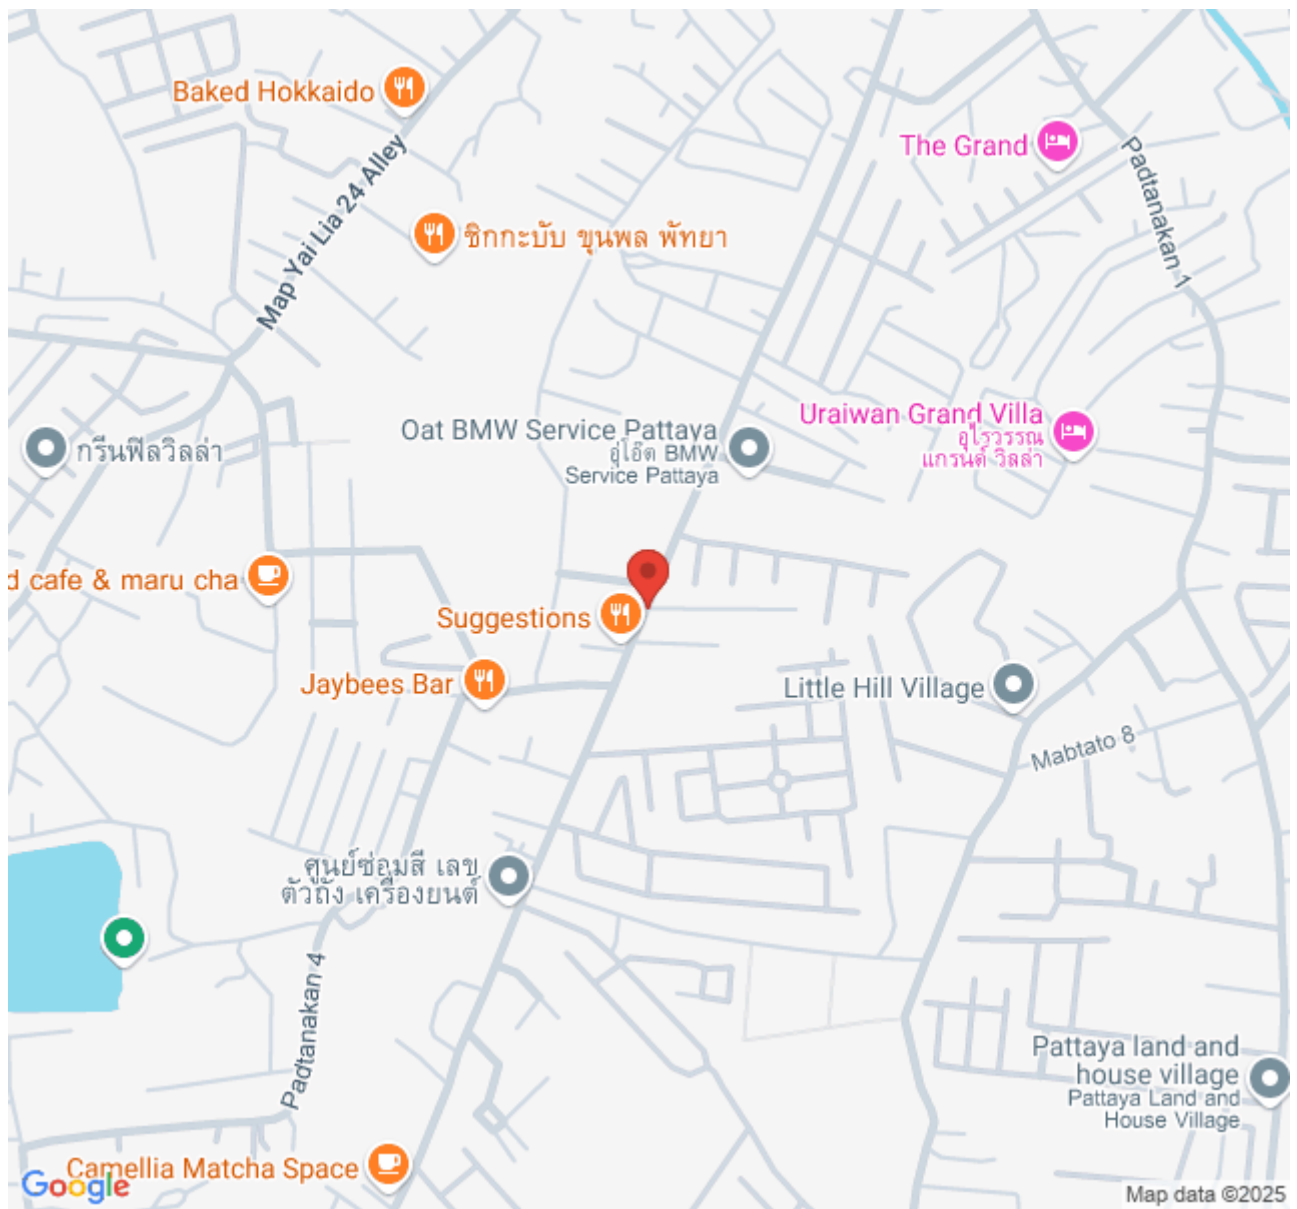 Baked Hokkaido
Map Yai Lia 24 Alley
The Grand
Padtanakan 1
ชิกกะบับ ขุนพล พัทยา
Uraiwan Grand Villa
อุไรวรรณ
แกรนด์ วิลล่า
Oat BMW Service Pattaya
อู่โอ๊ต BMW
Service Pattaya
กรีนฟิลวิลล่า
d cafe & maru cha
Suggestions
Jaybees Bar
Little Hill Village
Mabtato 8
ศูนย์ซ่อมสี เลข
ตัวถัง เครื่องยนต์
Padtanakan 4
Pattaya land and
house village
Pattaya Land and
House Village
Camellia Matcha Space
Google
Map data ©2025